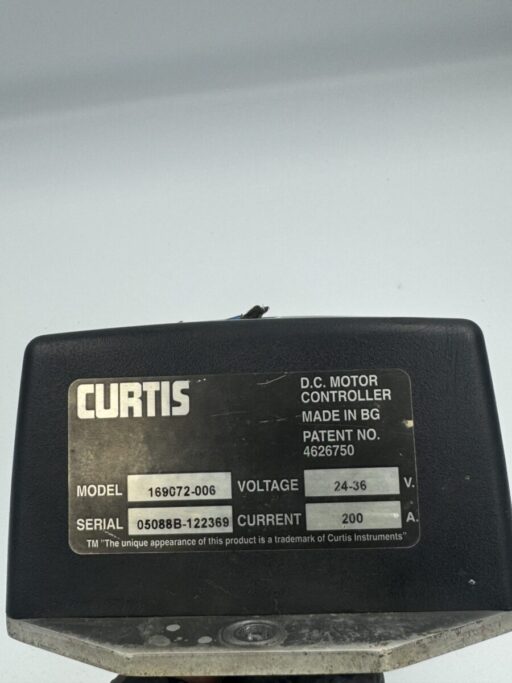 CURTIS
D.C. MOTOR
CONTROLLER
MADE IN BG
PATENT NO.
4626750
MODEL 169072-006 VOLTAGE 24-36 V.
SERIAL 05088B-122369 CURRENT 200 A.
TM "The unique appearance of this product is a trademark of Curtis Instruments"